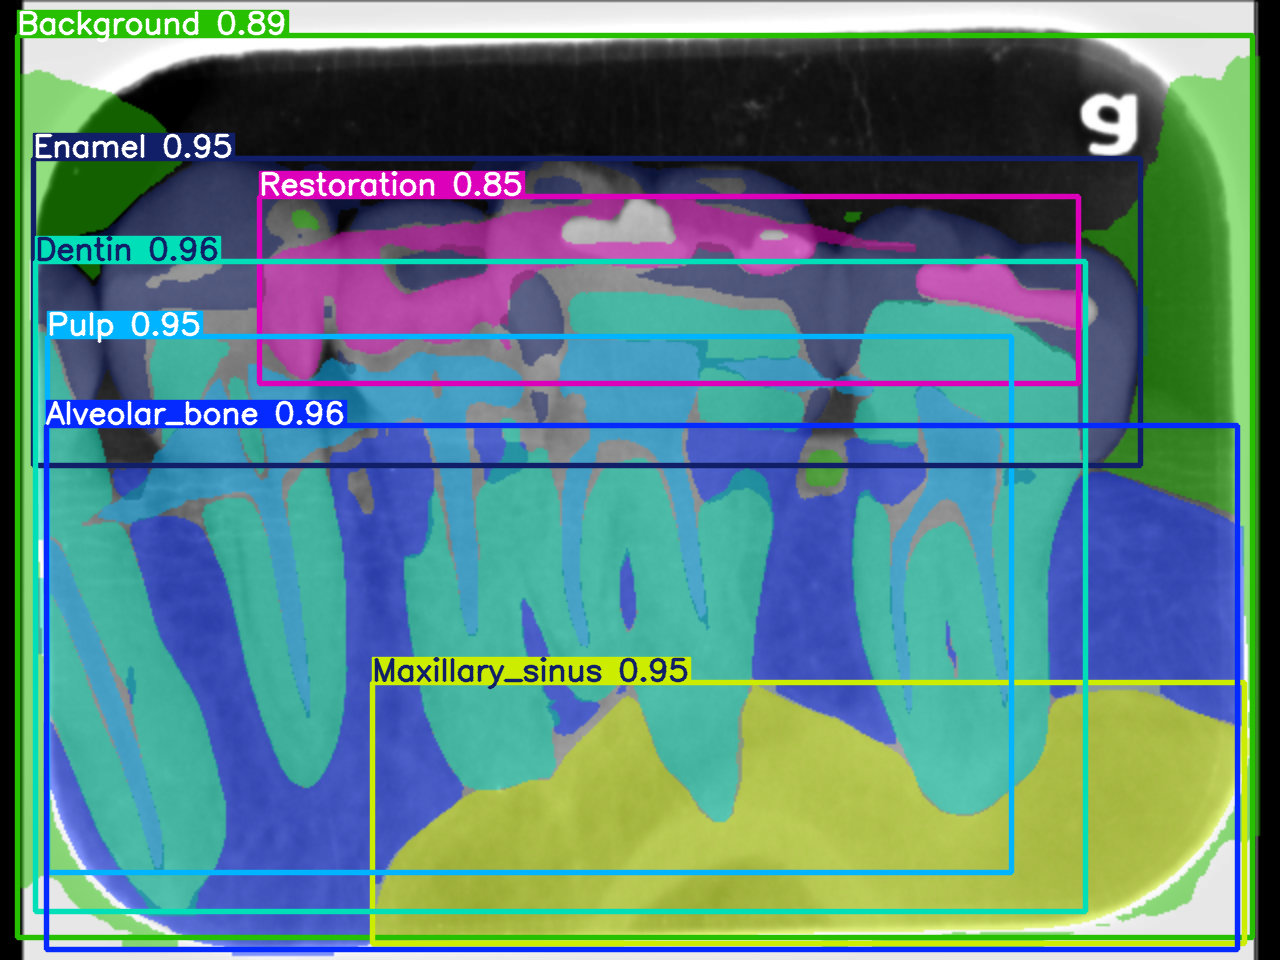 Background 0.89
g
Enamel 0.95
Restoration 0.85
Dentin 0.96
Pulp 0.95
Alveolar_bone 0.96
Maxillary_sinus 0.95